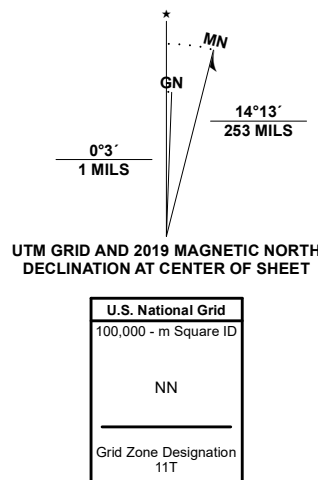 ★
MN
GN
14°13´
253 MILS
0°3´
1 MILS
UTM GRID AND 2019 MAGNETIC NORTH
DECLINATION AT CENTER OF SHEET
U.S. National Grid
100,000 - m Square ID
NN
Grid Zone Designation
11T